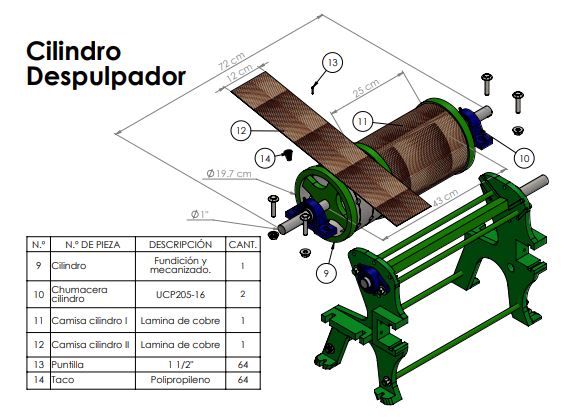 Cilindro
Despulpador
72 cm
12 cm
13
25 cm
11
12
14
10
Ø19.7 cm
43 cm
Ø1"
9
N.º N.º DE PIEZA DESCRIPCIÓN CANT.
9 Cilindro Fundición y mecanizado. 1
10 Chumacera cilindro UCP205-16 2
11 Camisa cilindro I Lamina de cobre 1
12 Camisa cilindro II Lamina de cobre 1
13 Puntilla 1 1/2" 64
14 Taco Polipropileno 64